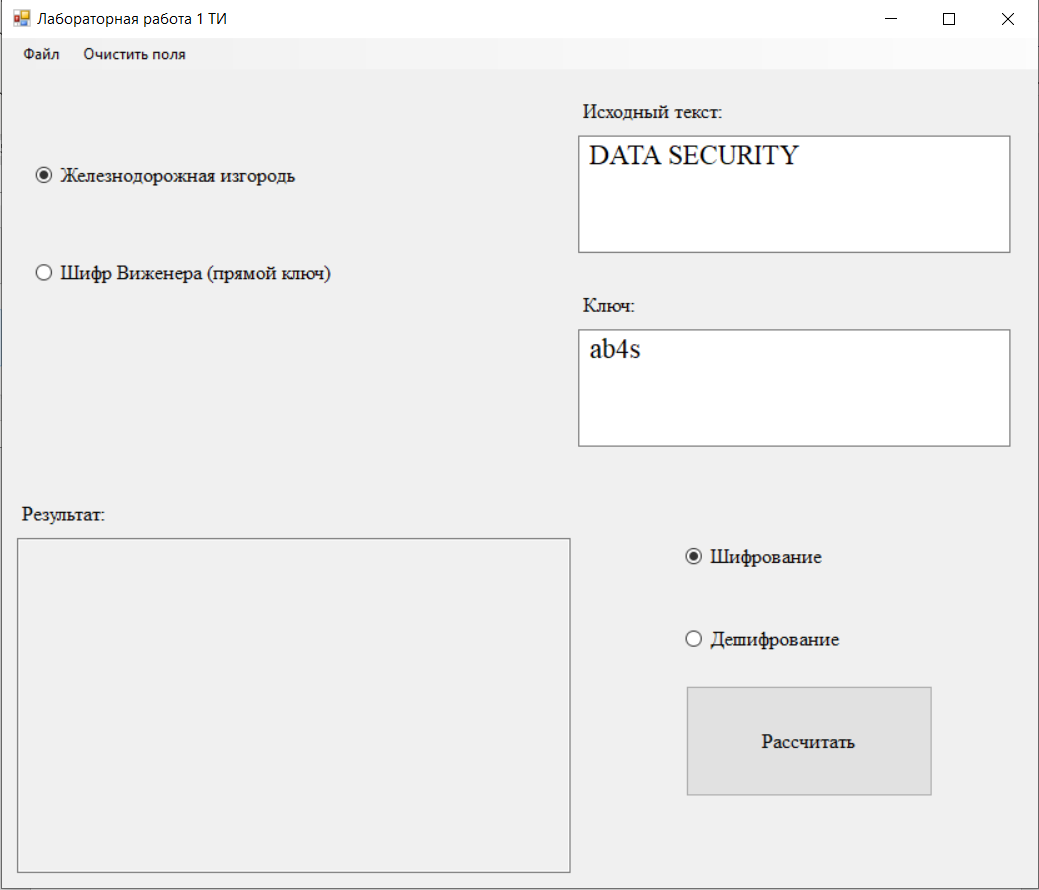 Лабораторная работа 1 ТИ
Файл Очистить поля
Исходный текст:
DATA SECURITY
Железнодорожная изгородь
Шифр Виженера (прямой ключ)
Ключ:
ab4s
Результат:
Шифрование
Дешифрование
Рассчитать